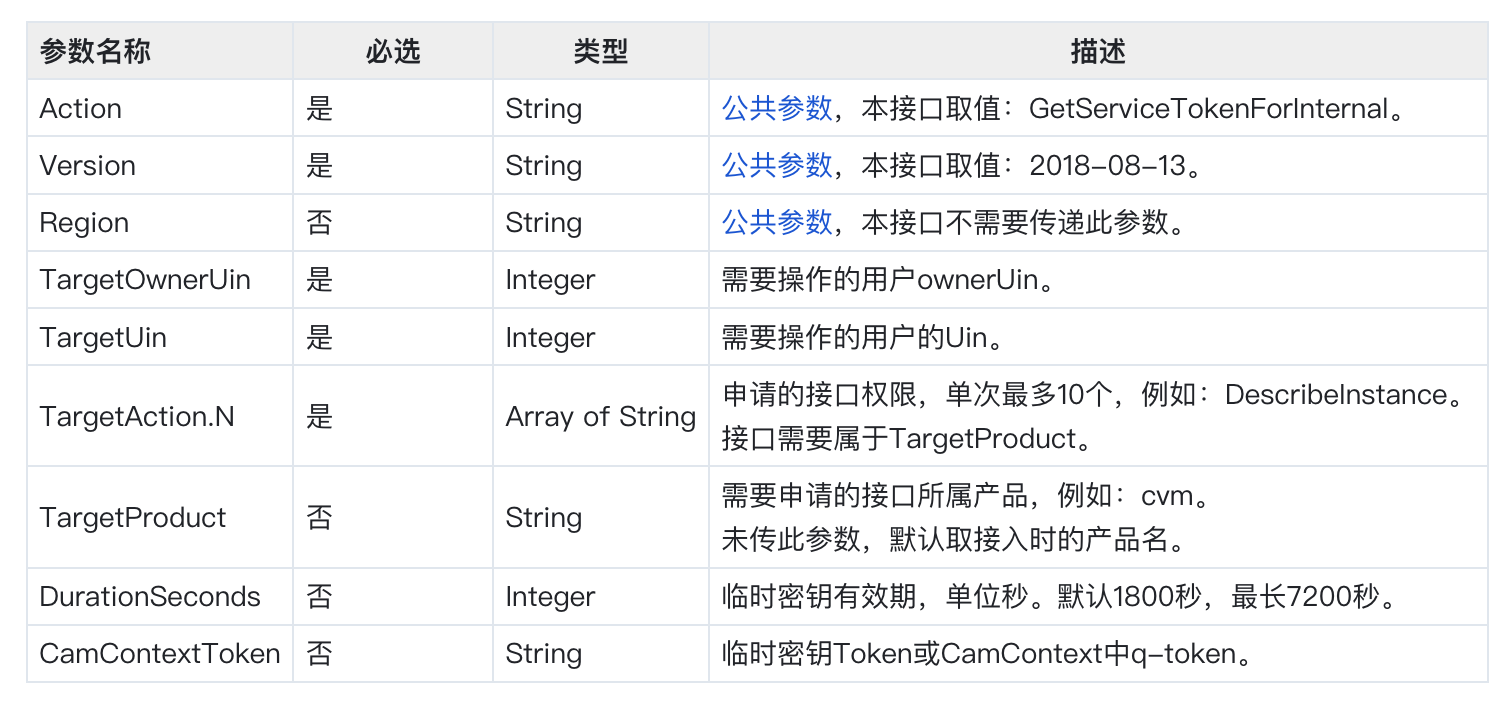 参数名称 必选 类型 描述
Action 是 String 公共参数，本接口取值：GetServiceTokenForInternal。
Version 是 String 公共参数，本接口取值：2018-08-13。
Region 否 String 公共参数，本接口不需要传递此参数。
TargetOwnerUin 是 Integer 需要操作的用户ownerUin。
TargetUin 是 Integer 需要操作的用户的Uin。
TargetAction.N 是 Array of String 申请的接口权限，单次最多10个，例如：DescribeInstance。
接口需要属于TargetProduct。
TargetProduct 否 String 需要申请的接口所属产品，例如：cvm。
未传此参数，默认取接入时的产品名。
DurationSeconds 否 Integer 临时密钥有效期，单位秒。默认1800秒，最长7200秒。
CamContextToken 否 String 临时密钥Token或CamContext中q-token。